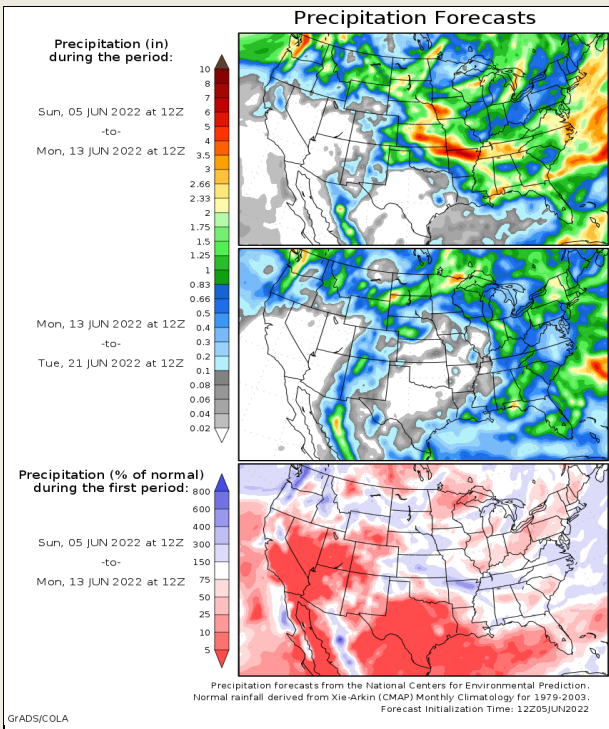 Precipitation Forecasts
Precipitation (in)
during the period:
Sun, 05 JUN 2022 at 12Z
-to-
Mon, 13 JUN 2022 at 12Z
10
8
7
6
5
4
3.5
3
2.66
2.33
2
1.75
1.5
1.25
1
0.83
0.66
0.5
0.4
0.3
0.2
0.1
0.08
0.06
0.04
0.02
Mon, 13 JUN 2022 at 12Z
-to-
Tue, 21 JUN 2022 at 12Z
Precipitation (% of normal)
during the first period:
Sun, 05 JUN 2022 at 12Z
-to-
Mon, 13 JUN 2022 at 12Z
800
600
400
300
150
75
50
25
10
5
Precipitation forecasts from the National Centers for Environmental Prediction.
Normal rainfall derived from Xie-Arkin (CMAP) Monthly Climatology for 1979-2003.
Forecast Initialization Time: 12Z05JUN2022
GrADS/COLA